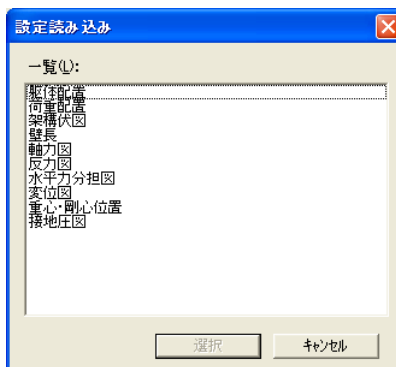 設定読み込み
一覧(L):
躯体配置
荷重配置
架構伏図
壁長
軸力図
反力図
水平力分担図
変位図
重心・剛心位置
接地圧図
選択
ｷｬﾝｾﾙ